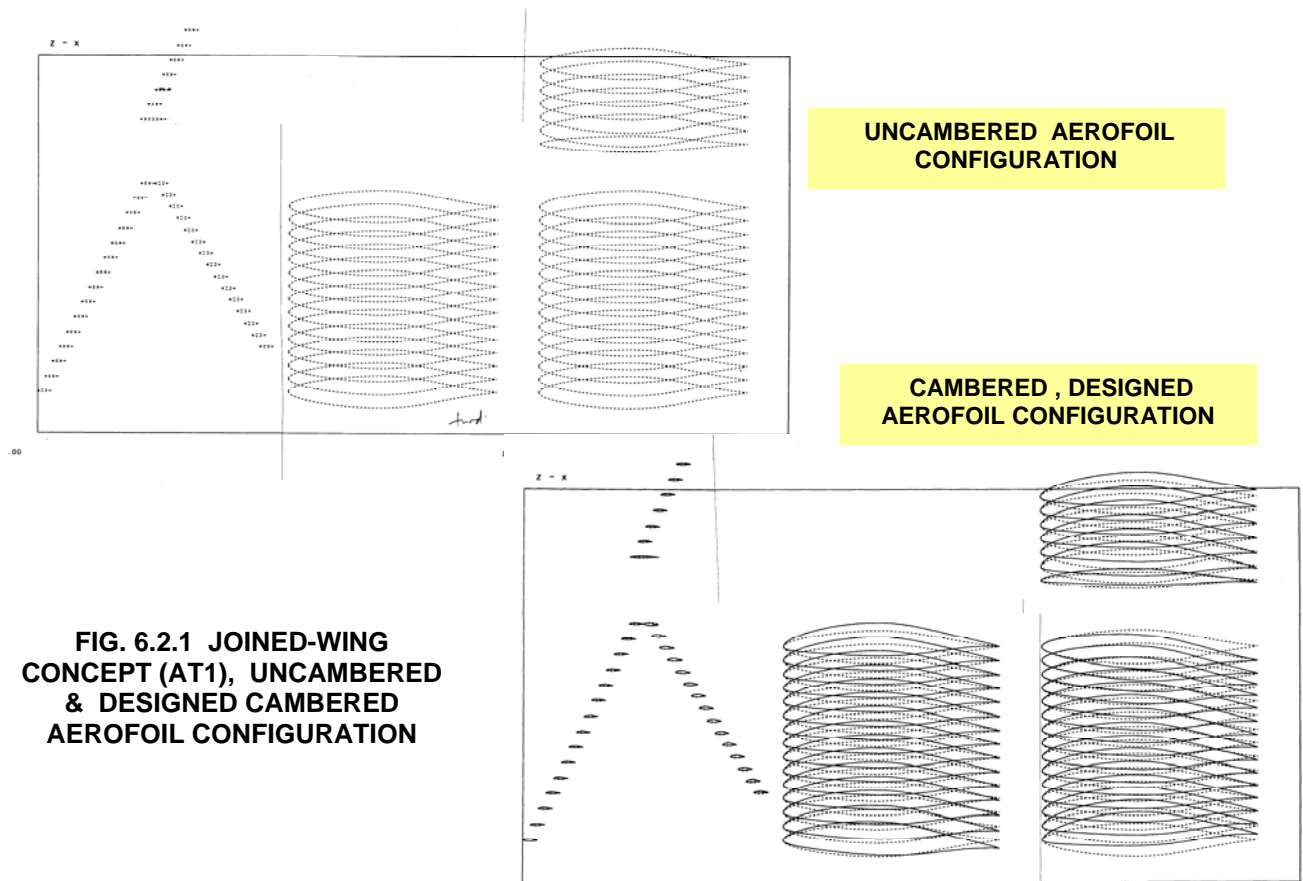 z - x
UNCAMBERED AEROFOIL
CONFIGURATION
CAMBERED , DESIGNED
AEROFOIL CONFIGURATION
.00
z - x
FIG. 6.2.1 JOINED-WING
CONCEPT (AT1), UNCAMBERED
& DESIGNED CAMBERED
AEROFOIL CONFIGURATION